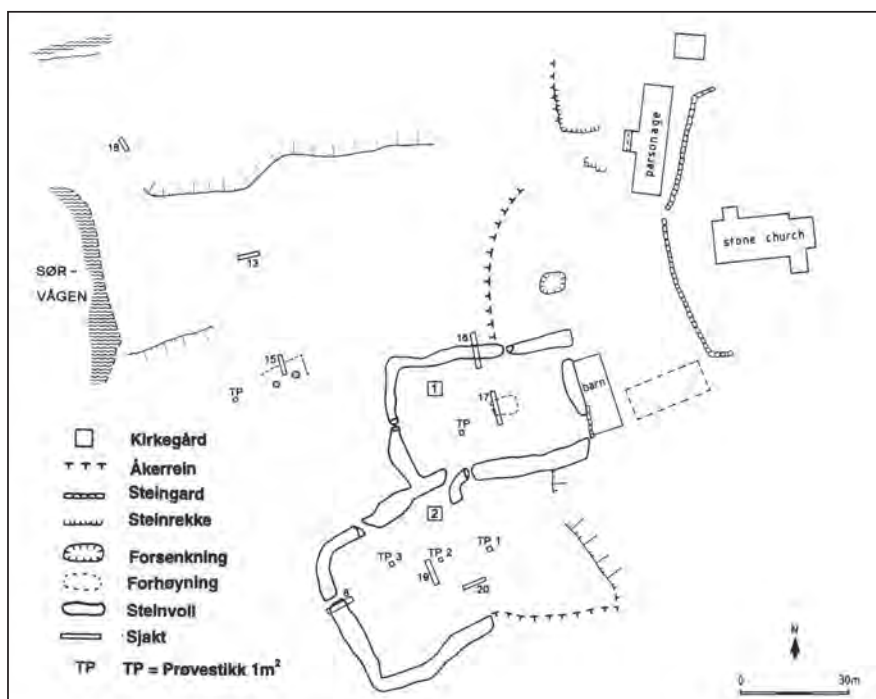 parsonage
18
stone church
13
SØR-
VÅGEN
16
15
TP
1
barn
17
TP
Kirkegård
Åkerrein
Steingard
Steinrekke
Forsenkning
Forhøyning
Steinvoll
Sjakt
TP TP = Prøvestikk 1m²
2
TP 1
TP 2
TP 3
19
20
8
N
0 30m